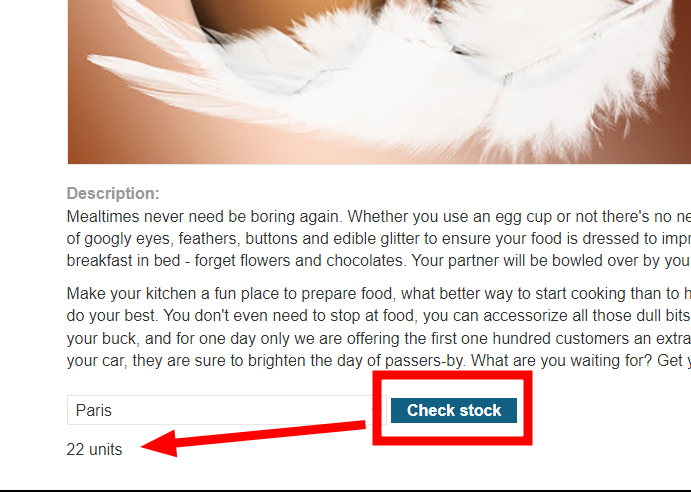 Description:
Mealtimes never need be boring again. Whether you use an egg cup or not there's no
of googly eyes, feathers, buttons and edible glitter to ensure your food is dressed to
breakfast in bed - forget flowers and chocolates. Your partner will be bowled over by
Make your kitchen a fun place to prepare food, what better way to start cooking than to
do your best. You don't even need to stop at food, you can accessorize all those dull bits,
your buck, and for one day only we are offering the first one hundred customers an
your car, they are sure to brighten the day of passers-by. What are you waiting for? Get
Paris
Check stock
22 units